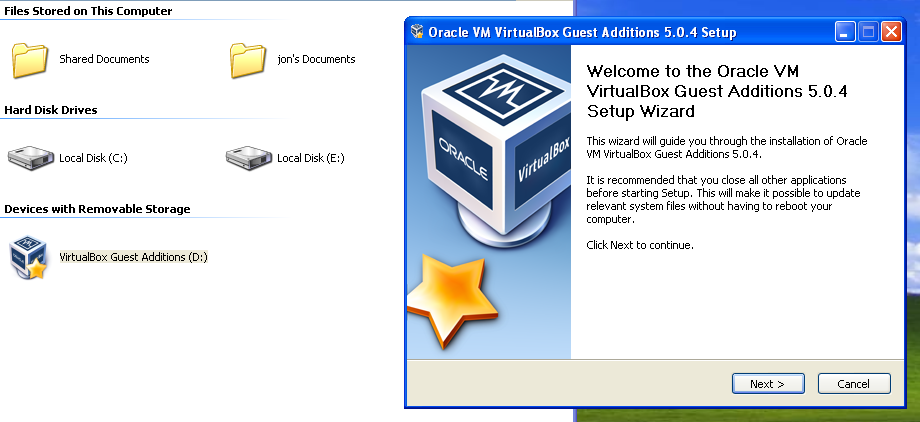 Files Stored on This Computer
Shared Documents
jon's Documents
Hard Disk Drives
Local Disk (C:)
Local Disk (E:)
Devices with Removable Storage
VirtualBox Guest Additions (D:)
Oracle VM VirtualBox Guest Additions 5.0.4 Setup
ORACLE
VirtualBox
Welcome to the Oracle VM
VirtualBox Guest Additions 5.0.4
Setup Wizard
This wizard will guide you through the installation of Oracle
VM VirtualBox Guest Additions 5.0.4.
It is recommended that you close all other applications
before starting Setup. This will make it possible to update
relevant system files without having to reboot your
computer.
Click Next to continue.
Next >
Cancel